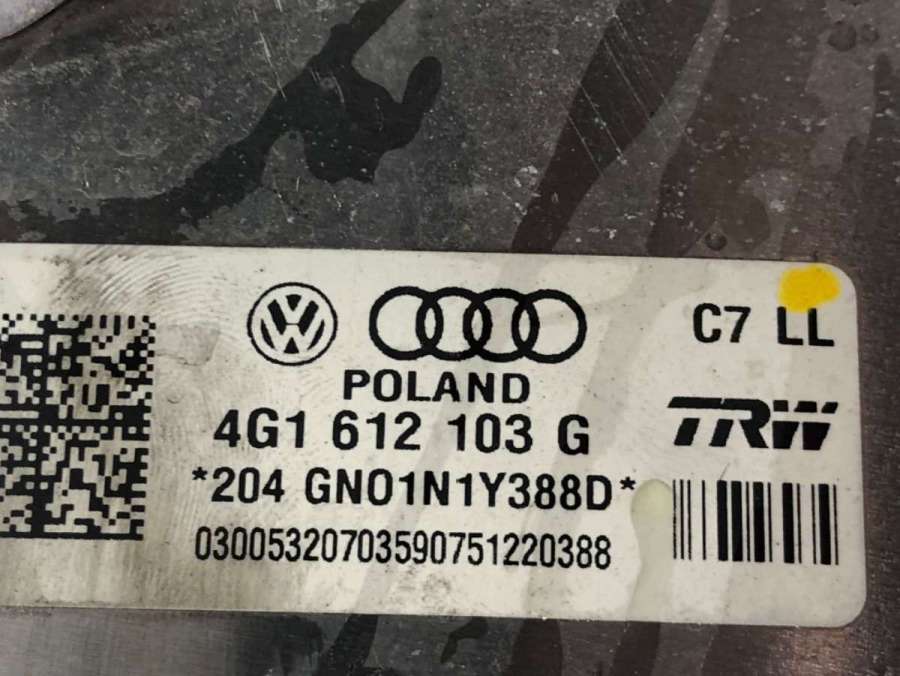 C7 LL
POLAND
4G1 612 103 G
TRW
*204 GN01N1Y388D*
03005320703590751220388